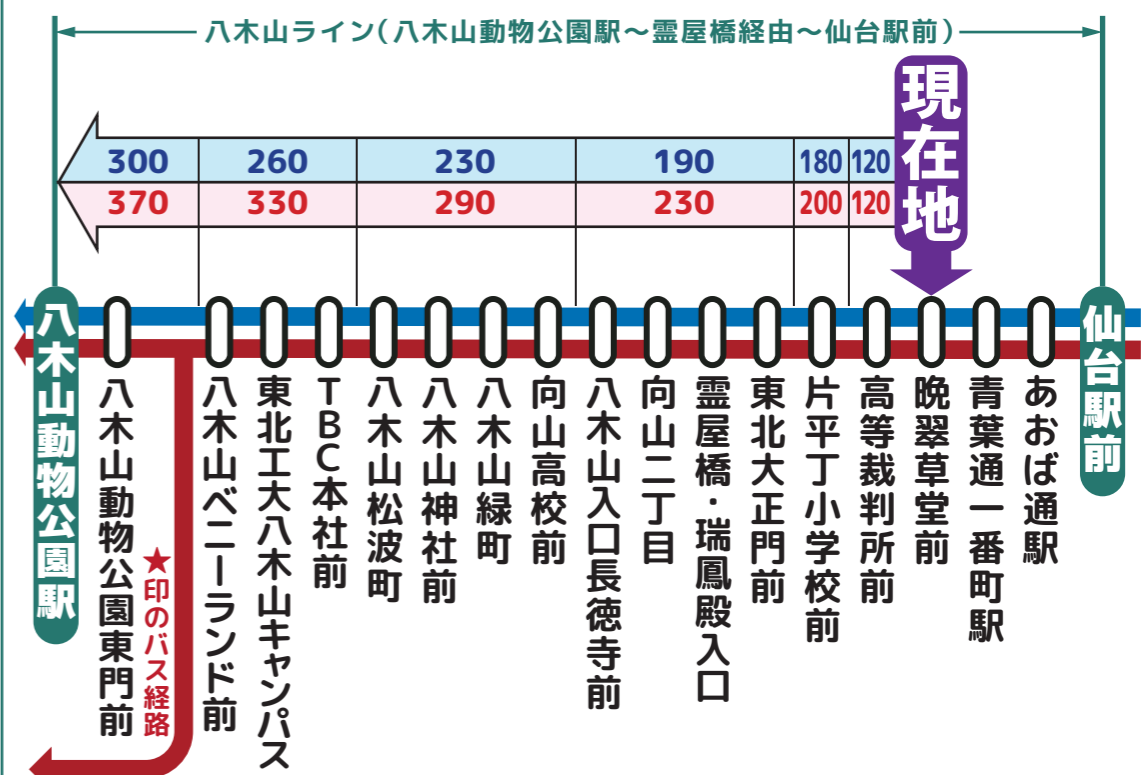 八木山ライン(八木山動物公園駅～霊屋橋経由～仙台駅前)
現在地
300 260 230 190 180 120
370 330 290 230 200 120
八木山動物公園駅
八木山動物公園東門前
★印のバス経路
八木山ベニーランド前
東北工大八木山キャンパス
TBC本社前
八木山松波町
八木山神社前
八木山緑町
向山高校前
八木山入口長徳寺前
向山二丁目
霊屋橋・瑞鳳殿入口
東北大正門前
片平丁小学校前
高等裁判所前
晩翠草堂前
青葉通一番町駅
あおば通駅
仙台駅前